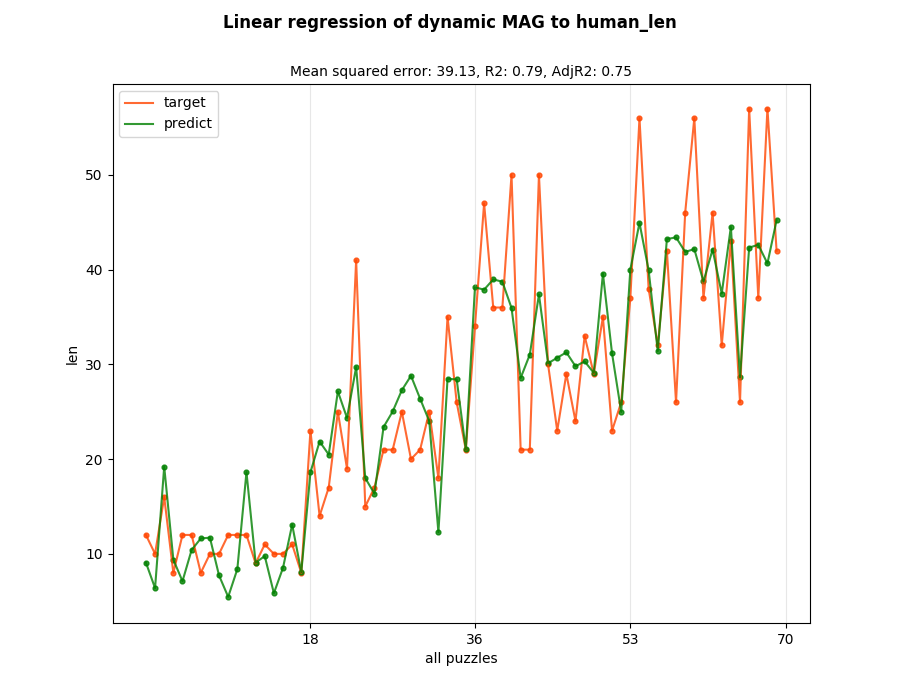 Linear regression of dynamic MAG to human_len
Mean squared error: 39.13, R2: 0.79, AdjR2: 0.75
target
predict
50
40
30
20
10
len
18 36 53 70
all puzzles